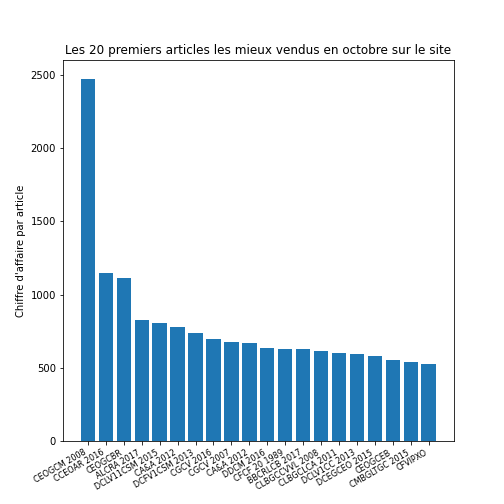 Les 20 premiers articles les mieux vendus en octobre sur le site
Chiffre d'affaire par article
2500
2000
1500
1000
500
0
CEOGCM 2008
CCEOAR 2016
CEOGCBR
ALCRA 2017
DCLV11CSM 2015
CA&A 2011
DCFV1CSM 2013
CGCV 2016
CGCV 2007
CA&A 2012
DDCM 2016
CFCF 20 1989
BBCRLCB 2017
CLBGCCVVL 2008
CLBGCLCA 2011
DCLV1CC 2013
DCEGCEO 2015
CEOGCEB
CMBGLTGC 2015
CFVIPXO